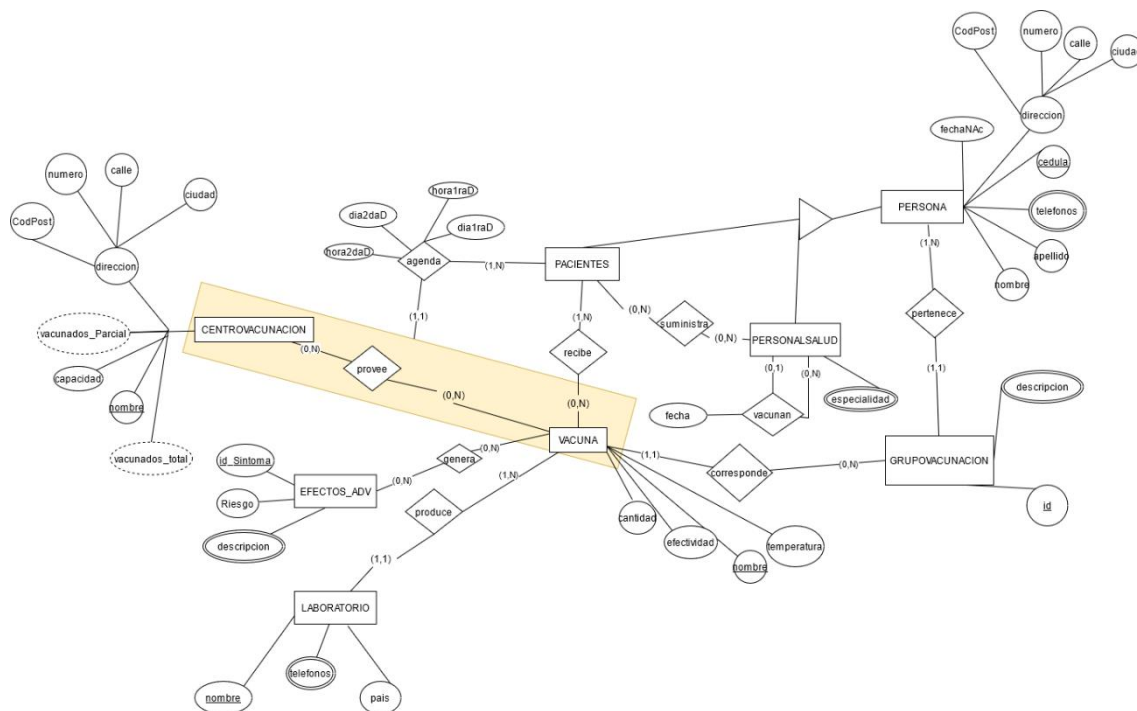 CodPost
numero
calle
ciudad
direccion
fechaNAc
cedula
telefonos
apellido
nombre
PERSONA
(1,N)
pertenece
(1,1)
numero
calle
ciudad
CodPost
direccion
hora1raD
dia2daD
dia1raD
hora2daD
agenda
(1,N)
PACIENTES
(1,1)
(0,N)
suministra
(0,N)
PERSONALSALUD
(0,1)
(0,N)
especialidad
fecha
vacunan
vacunados_Parcial
CENTROVACUNACION
capacidad
nombre
vacunados_total
(0,N)
provee
(0,N)
(1,N)
recibe
(0,N)
VACUNA
(1,1)
corresponde
(0,N)
GRUPOVACUNACION
descripcion
id
cantidad
efectividad
nombre
temperatura
id_Sintoma
Riesgo
descripcion
EFECTOS_ADV
(0,N)
genera
(0,N)
(1,N)
produce
(1,1)
LABORATORIO
nombre
telefonos
pais